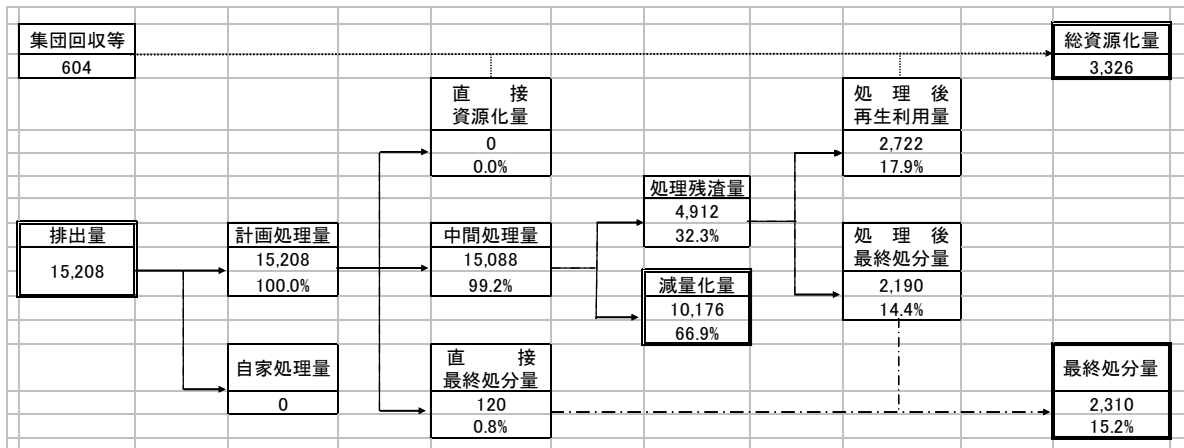 集団回収等
604
総資源化量
3,326
直　接
資源化量
0
0.0%
処 理 後
再生利用量
2,722
17.9%
処理残渣量
4,912
32.3%
排出量
15,208
計画処理量
15,208
100.0%
中間処理量
15,088
99.2%
処 理 後
最終処分量
2,190
14.4%
減量化量
10,176
66.9%
自家処理量
0
直　接
最終処分量
120
0.8%
最終処分量
2,310
15.2%